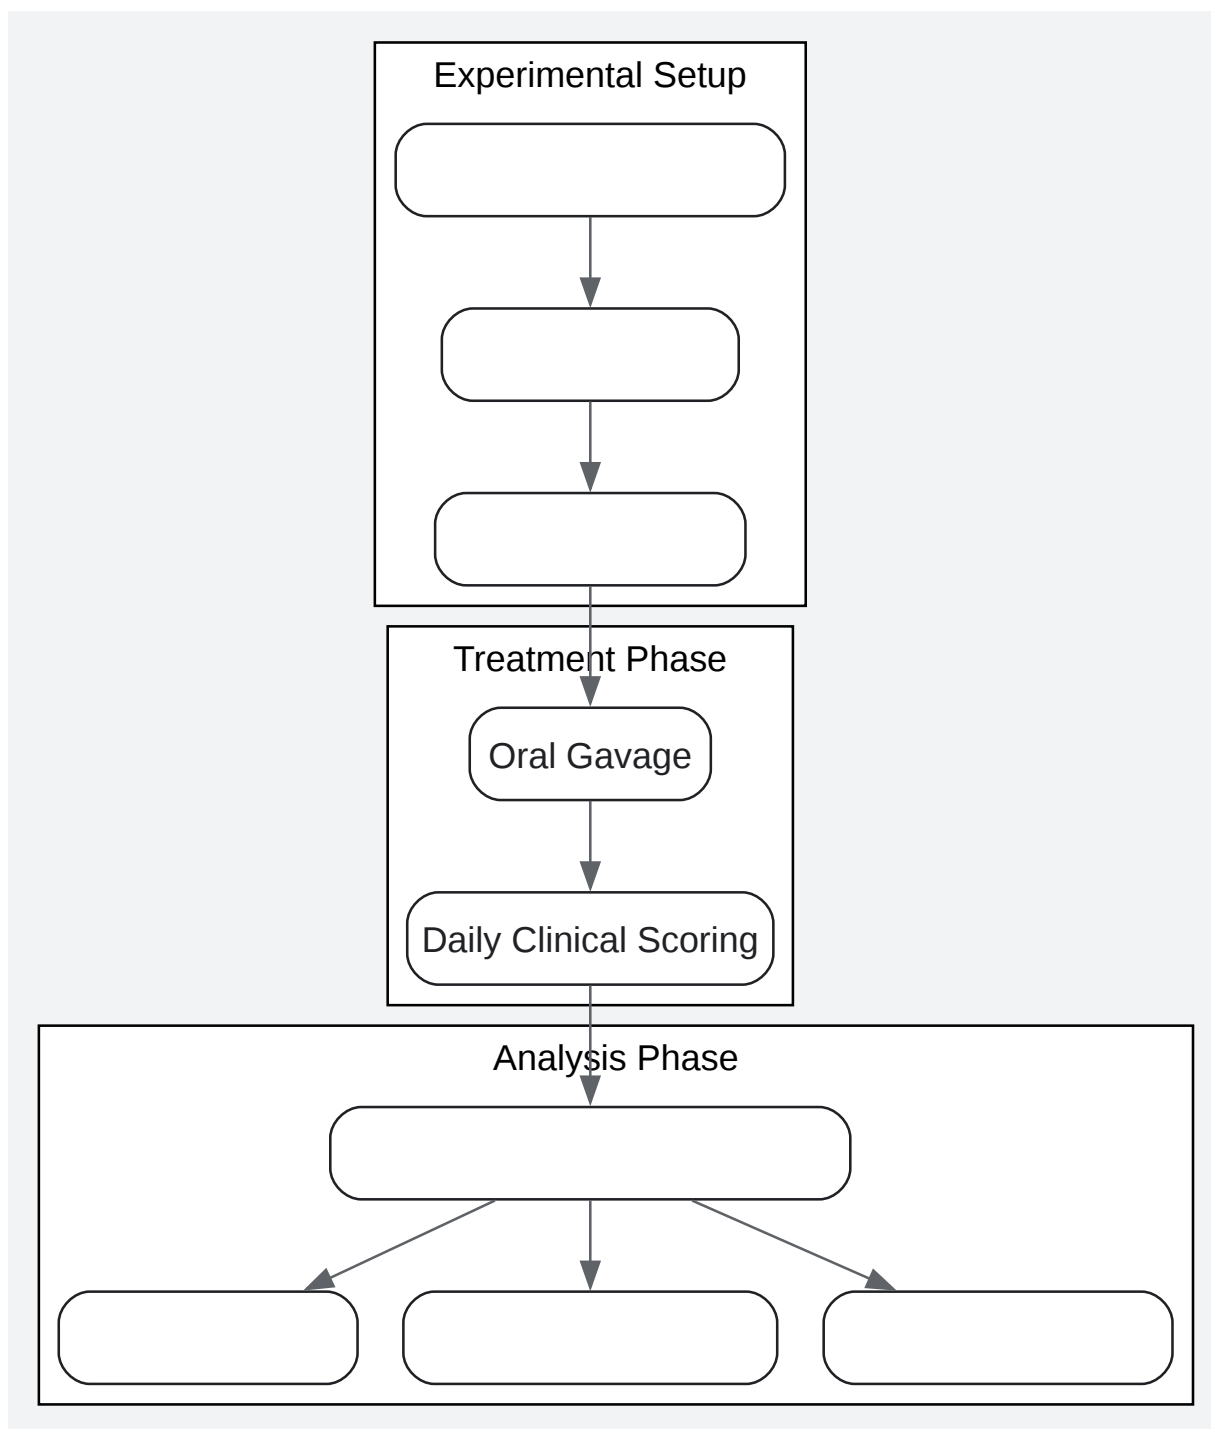 Experimental Setup
Treatment Phase
Oral Gavage
Daily Clinical Scoring
Analysis Phase